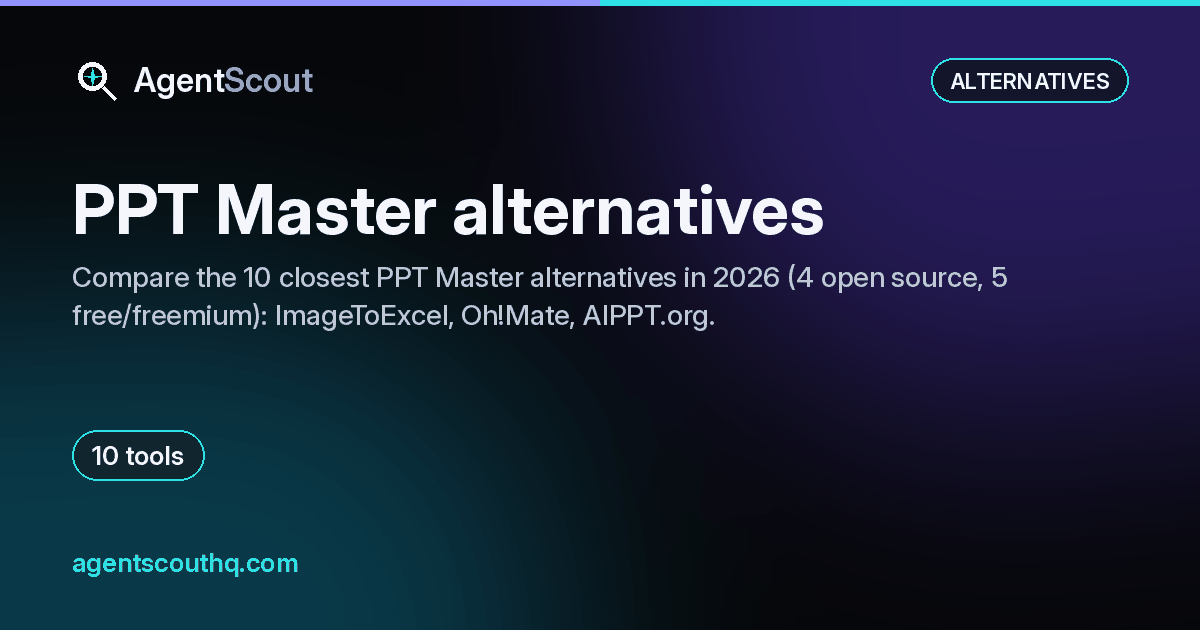 AgentScout
ALTERNATIVES
PPT Master alternatives
Compare the 10 closest PPT Master alternatives in 2026 (4 open source, 5
free/freemium): ImageToExcel, Oh!Mate, AIPPT.org.
10 tools
agentscouthq.com